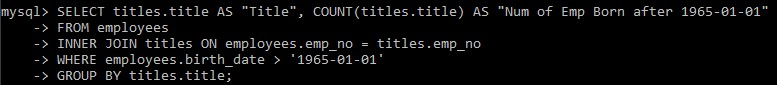 mysql> SELECT titles.title AS "Title", COUNT(titles.title) AS "Num of Emp Born after 1965-01-01"
-> FROM employees
-> INNER JOIN titles ON employees.emp_no = titles.emp_no
-> WHERE employees.birth_date > '1965-01-01'
-> GROUP BY titles.title;